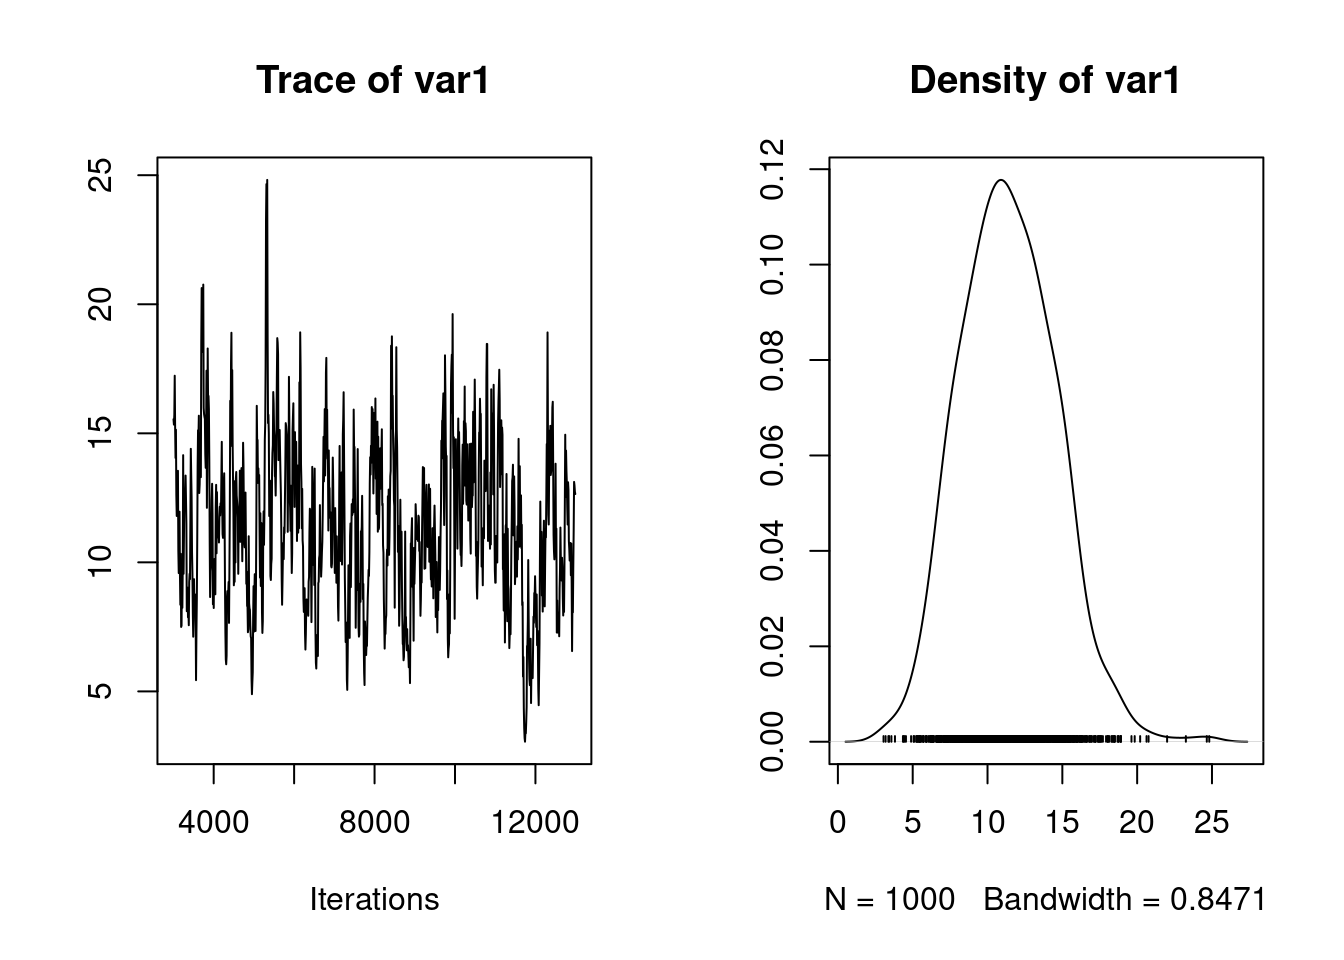 Trace of var1
25
20
15
10
5
4000 8000 12000
Iterations
Density of var1
0.12
0.10
0.08
0.06
0.04
0.02
0.00
0 5 10 15 20 25
N = 1000 Bandwidth = 0.8471